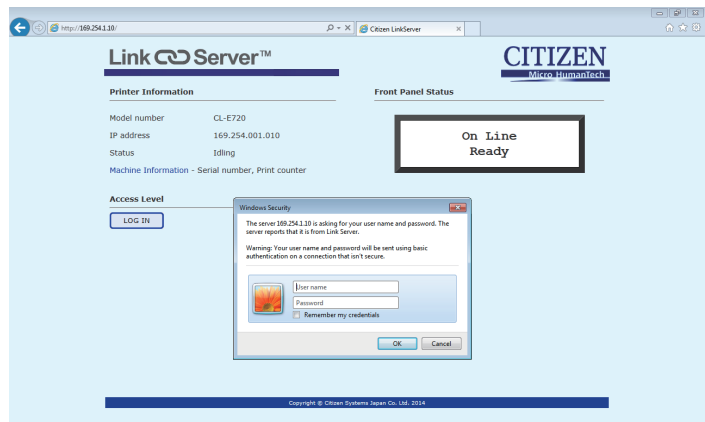 http://169.254.1.10/
Citizen LinkServer
Link Server™
CITIZEN
Micro HumanTech
Printer Information
Front Panel Status
Model number CL-E720
IP address 169.254.001.010
Status Idling
Machine Information - Serial number, Print counter
On Line
Ready
Access Level
LOG IN
Windows Security
The server 169.254.1.10 is asking for your user name and password. The
server reports that it is from Link Server.
Warning: Your user name and password will be sent using basic
authentication on a connection that isn't secure.
User name
Password
Remember my credentials
OK Cancel
Copyright © Citizen Systems Japan Co. Ltd. 2014